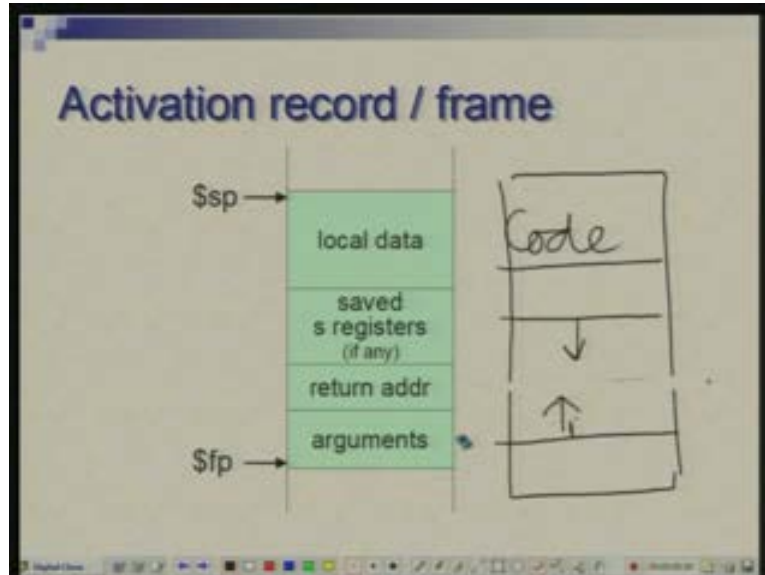 Activation record / frame
$sp
local data
saved
s registers
(if any)
return addr
arguments
$fp
Code